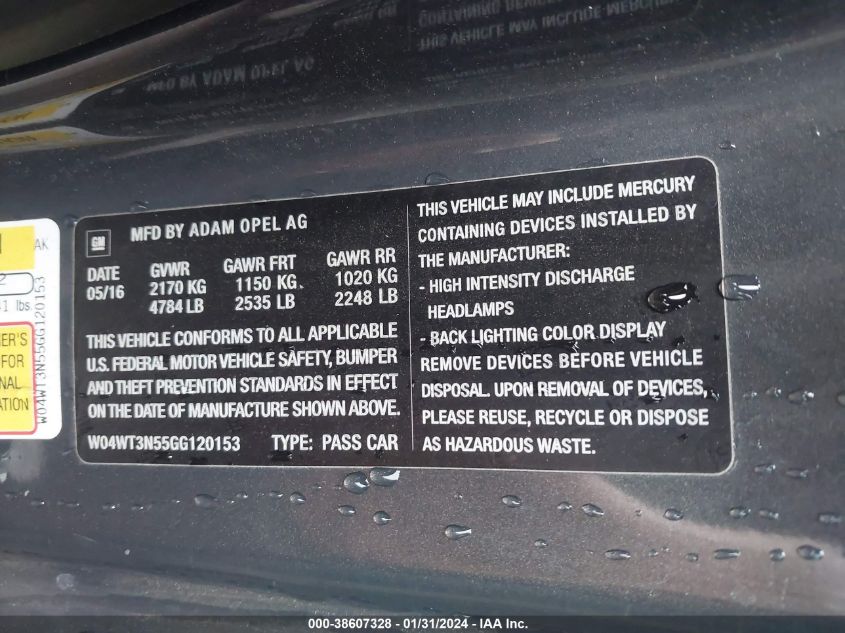 GM
MFD BY ADAM OPEL AG
DATE GVWR GAWR FRT GAWR RR
05/16 2170 KG 1150 KG 1020 KG
4784 LB 2535 LB 2248 LB
THIS VEHICLE CONFORMS TO ALL APPLICABLE
U.S. FEDERAL MOTOR VEHICLE SAFETY, BUMPER
AND THEFT PREVENTION STANDARDS IN EFFECT
ON THE DATE OF MANUFACTURE SHOWN ABOVE.
W04WT3N55GG120153 TYPE: PASS CAR
THIS VEHICLE MAY INCLUDE MERCURY
CONTAINING DEVICES INSTALLED BY
THE MANUFACTURER:
- HIGH INTENSITY DISCHARGE
HEADLAMPS
- BACK LIGHTING COLOR DISPLAY
REMOVE DEVICES BEFORE VEHICLE
DISPOSAL. UPON REMOVAL OF DEVICES,
PLEASE REUSE, RECYCLE OR DISPOSE
AS HAZARDOUS WASTE.
AK
lbs
FOR
W04WT3N55GG120153
000-38607328 - 01/31/2024 - IAA Inc.